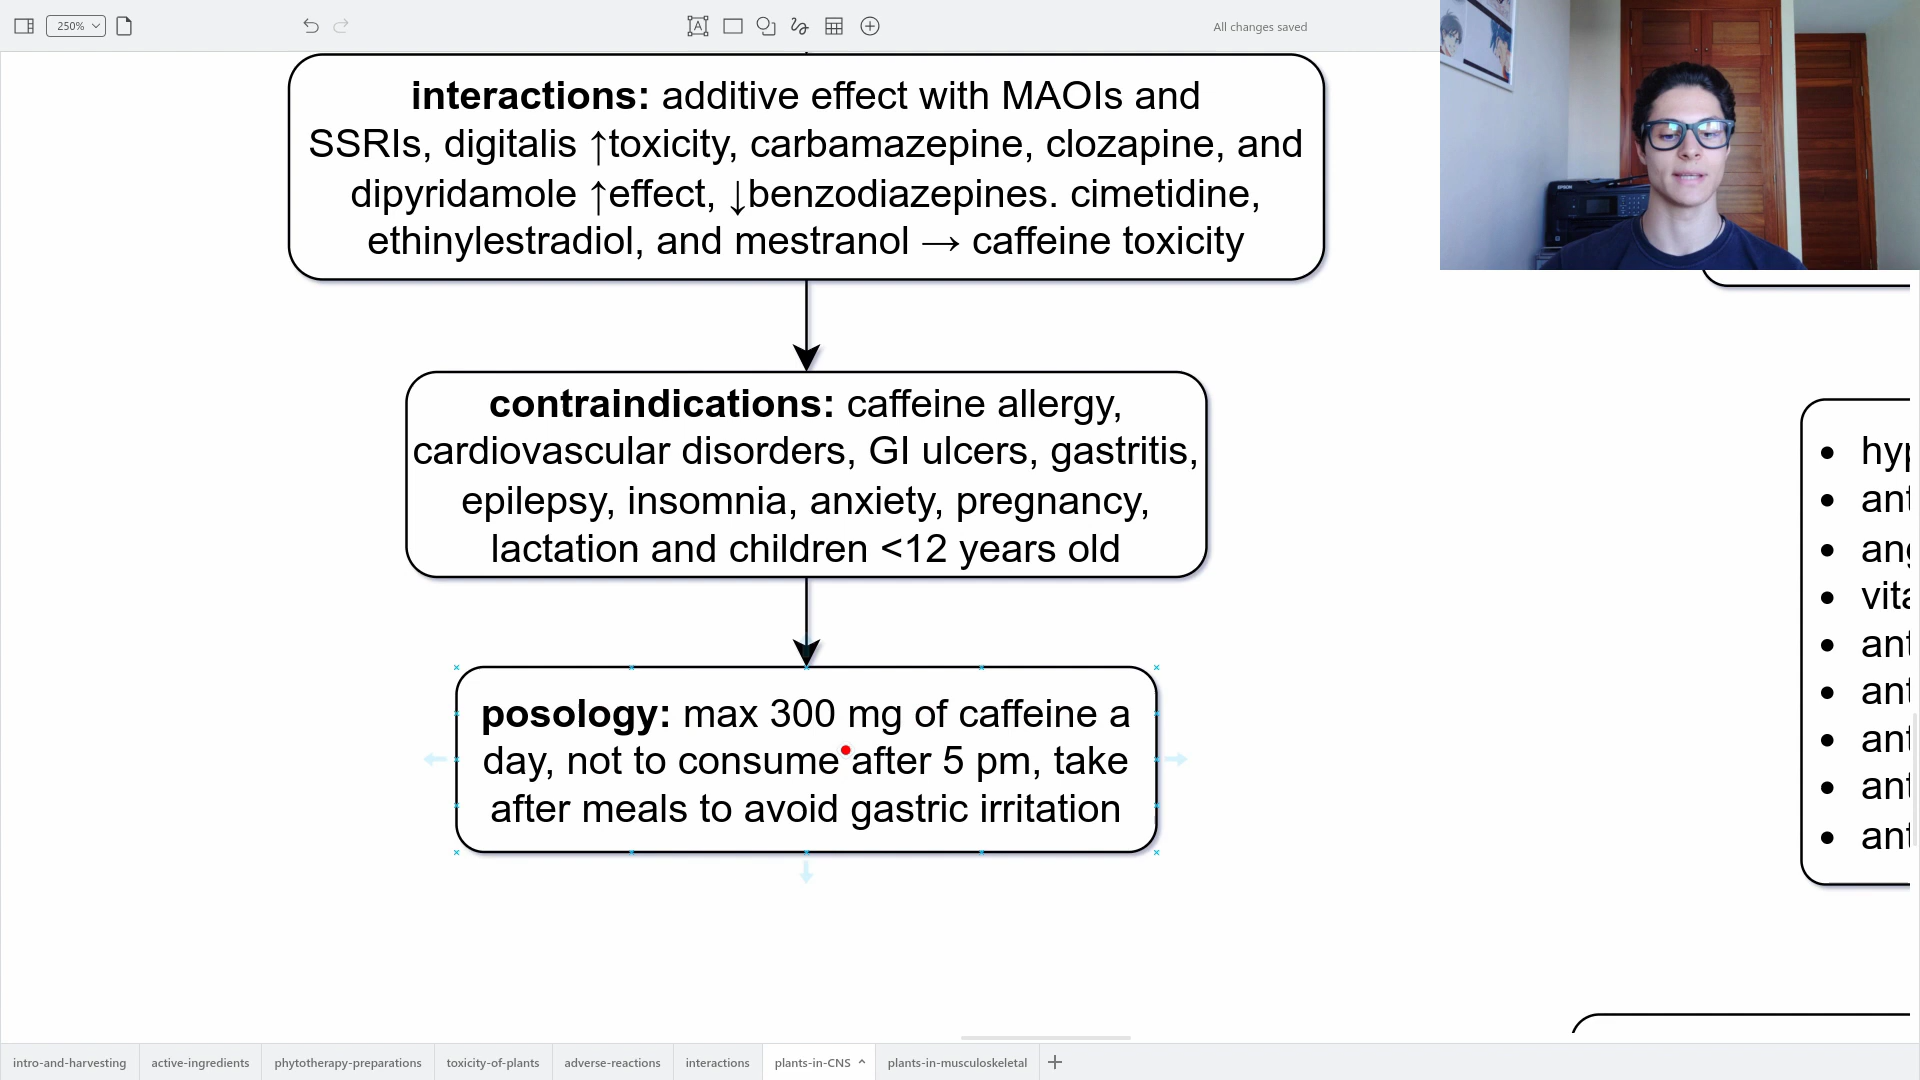 250%
All changes saved
interactions: additive effect with MAOIs and
SSRIs, digitalis ↑toxicity, carbamazepine, clozapine, and
dipyridamole ↑effect, ↓benzodiazepines. cimetidine,
ethinylestradiol, and mestranol → caffeine toxicity
contraindications: caffeine allergy,
cardiovascular disorders, GI ulcers, gastritis,
epilepsy, insomnia, anxiety, pregnancy,
lactation and children <12 years old
posology: max 300 mg of caffeine a
day, not to consume after 5 pm, take
after meals to avoid gastric irritation
EPSON
intro-and-harvesting
active-ingredients
phytotherapy-preparations
toxicity-of-plants
adverse-reactions
interactions
plants-in-CNS
plants-in-musculoskeletal